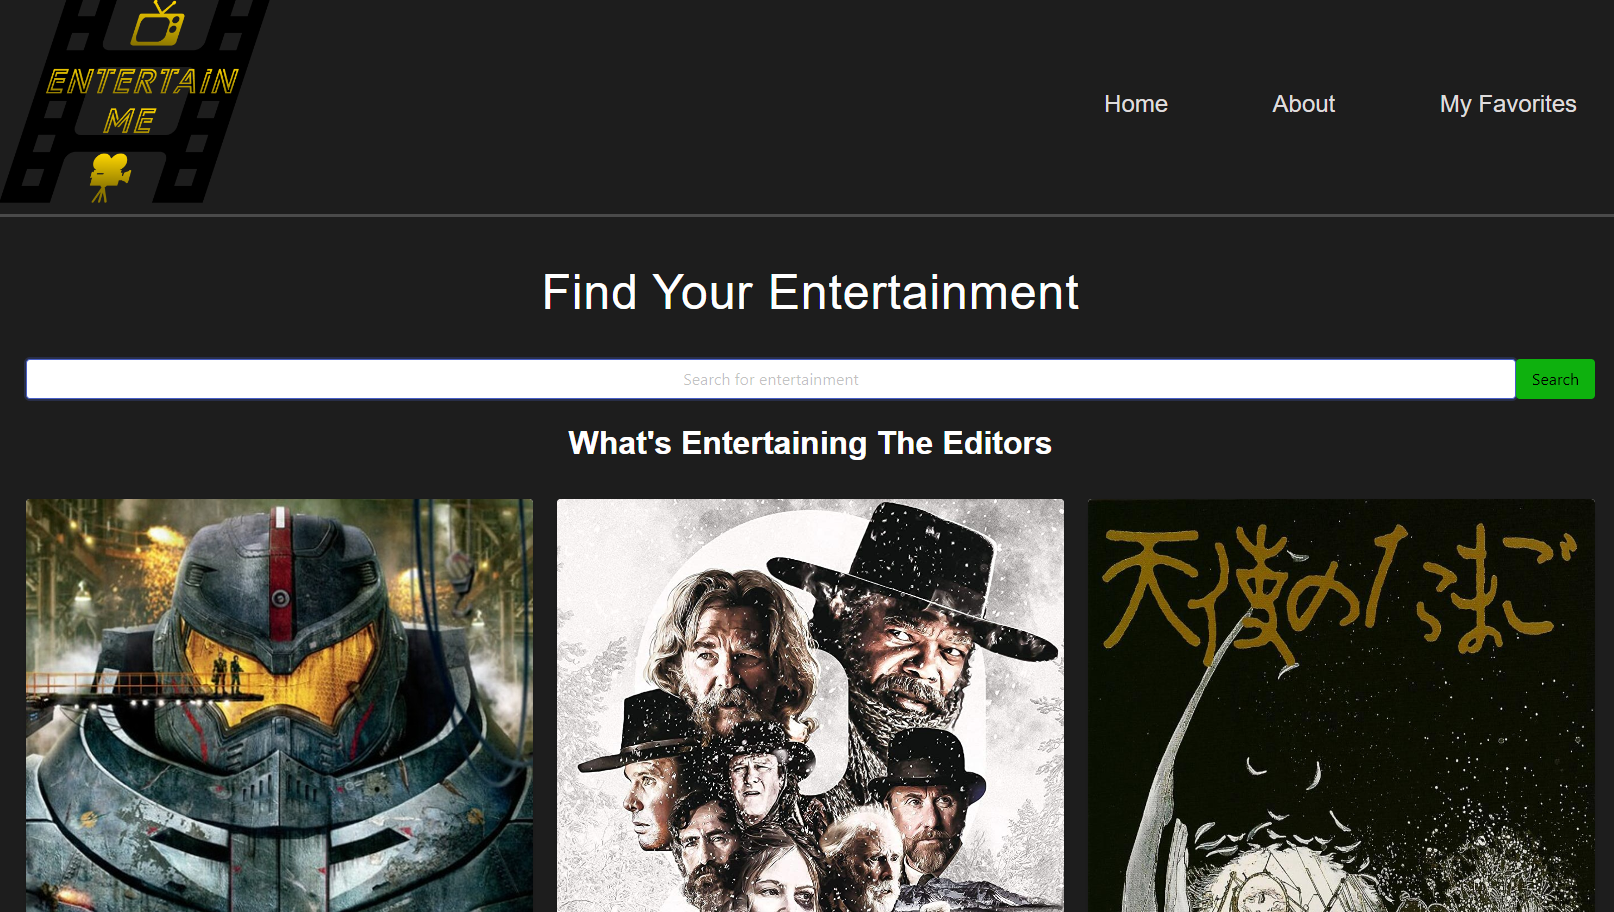 ENTERTAiN
ME
Home
About
My Favorites
Find Your Entertainment
Search for entertainment
Search
What's Entertaining The Editors
天使のたまご